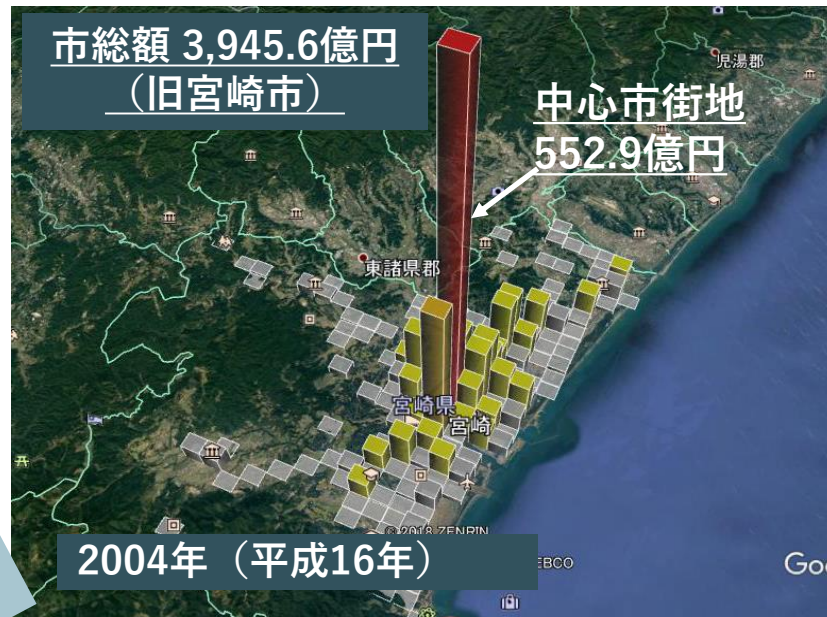 市総額 3,945.6億円
（旧宮崎市）
児湯郡
中心市街地
552.9億円
東諸県郡
宮崎県
宮崎
© 2018 ZENRIN
2004年（平成16年）
EBCO
Goo